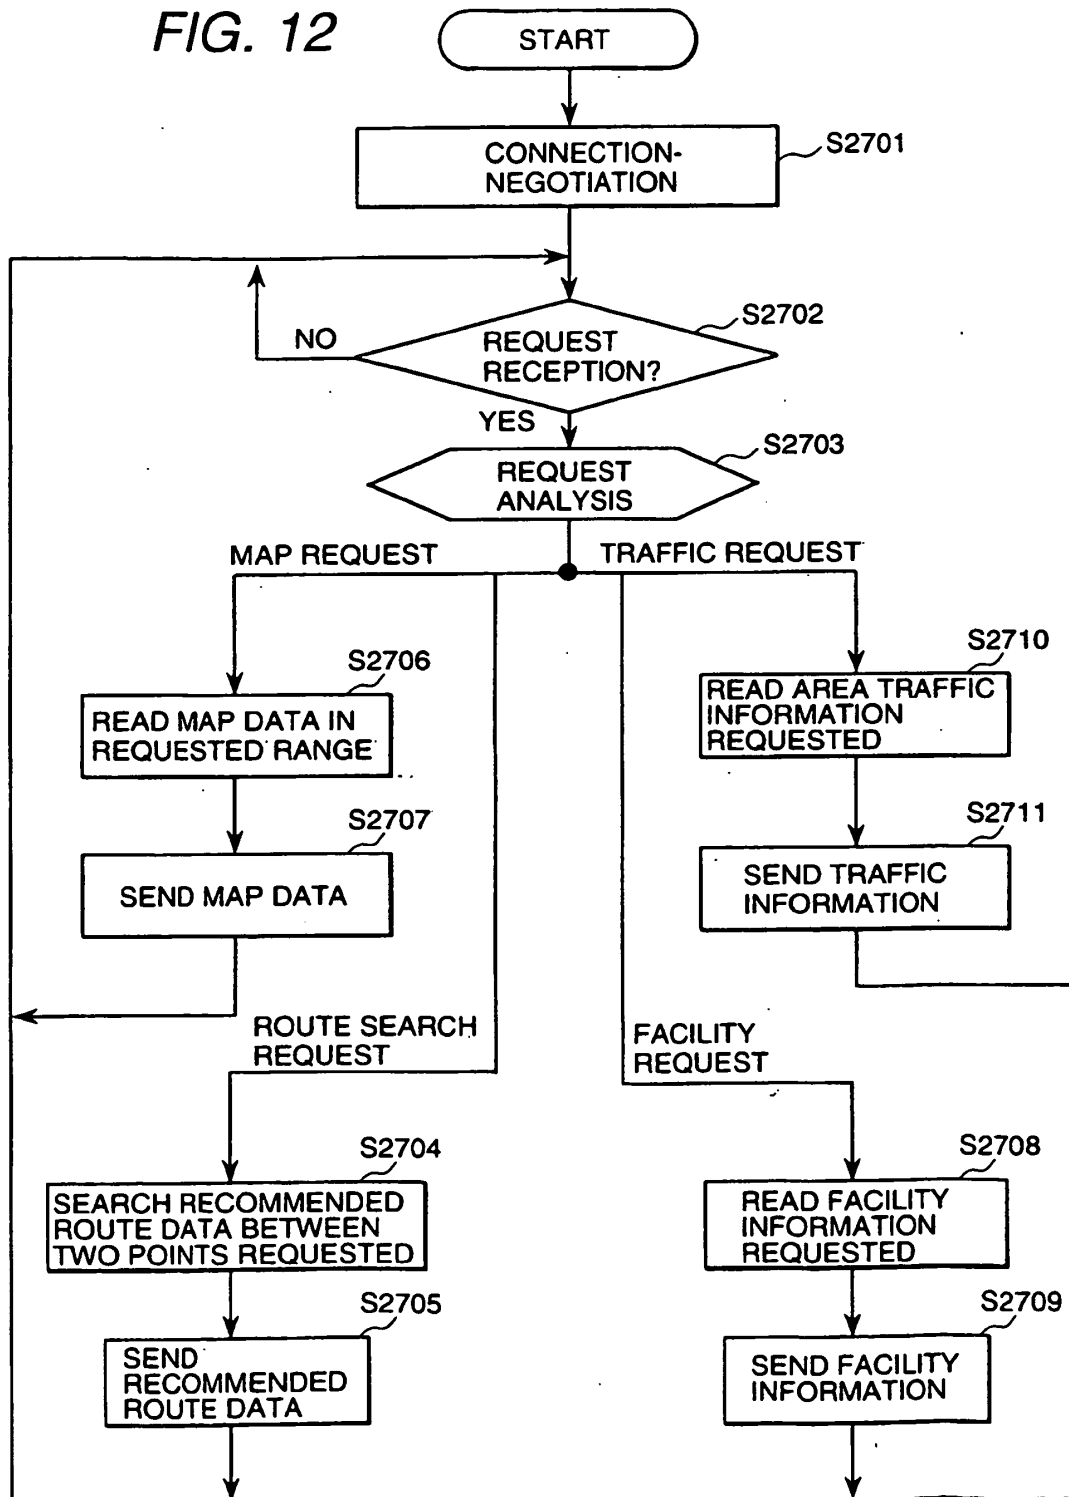 FIG. 12
START
S2701
CONNECTION-
NEGOTIATION
S2702
NO
REQUEST
RECEPTION?
YES
S2703
REQUEST
ANALYSIS
MAP REQUEST
TRAFFIC REQUEST
S2706
READ MAP DATA IN
REQUESTED RANGE
S2710
READ AREA TRAFFIC
INFORMATION
REQUESTED
S2707
SEND MAP DATA
S2711
SEND TRAFFIC
INFORMATION
ROUTE SEARCH
REQUEST
FACILITY
REQUEST
S2704
SEARCH RECOMMENDED
ROUTE DATA BETWEEN
TWO POINTS REQUESTED
S2708
READ FACILITY
INFORMATION
REQUESTED
S2705
SEND
RECOMMENDED
ROUTE DATA
S2709
SEND FACILITY
INFORMATION